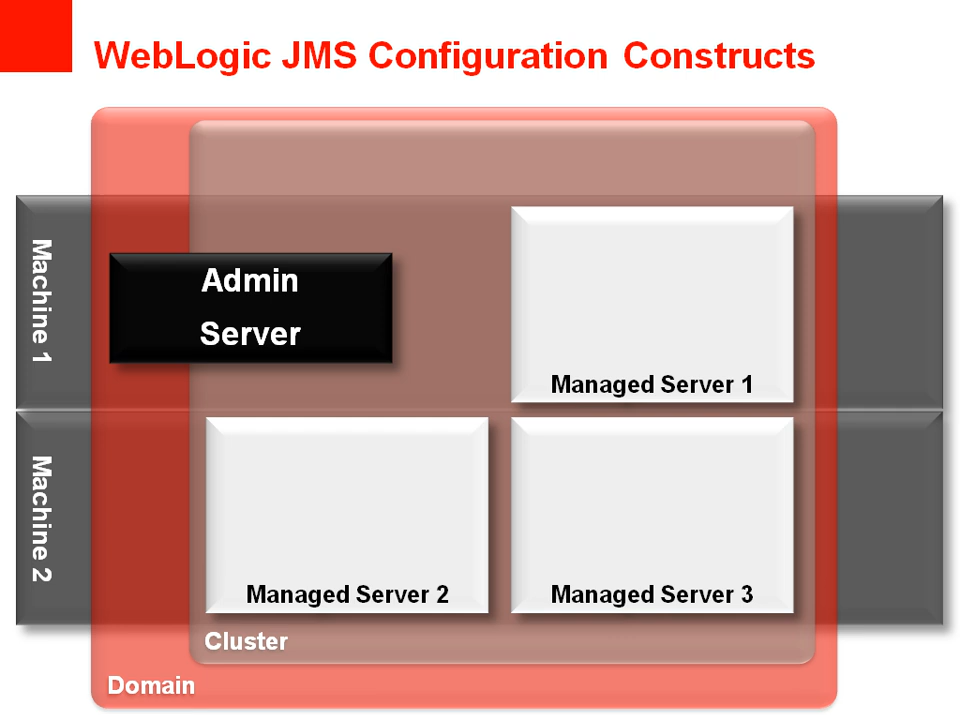 WebLogic JMS Configuration Constructs
Machine 1
Admin
Server
Managed Server 1
Machine 2
Managed Server 2
Managed Server 3
Cluster
Domain